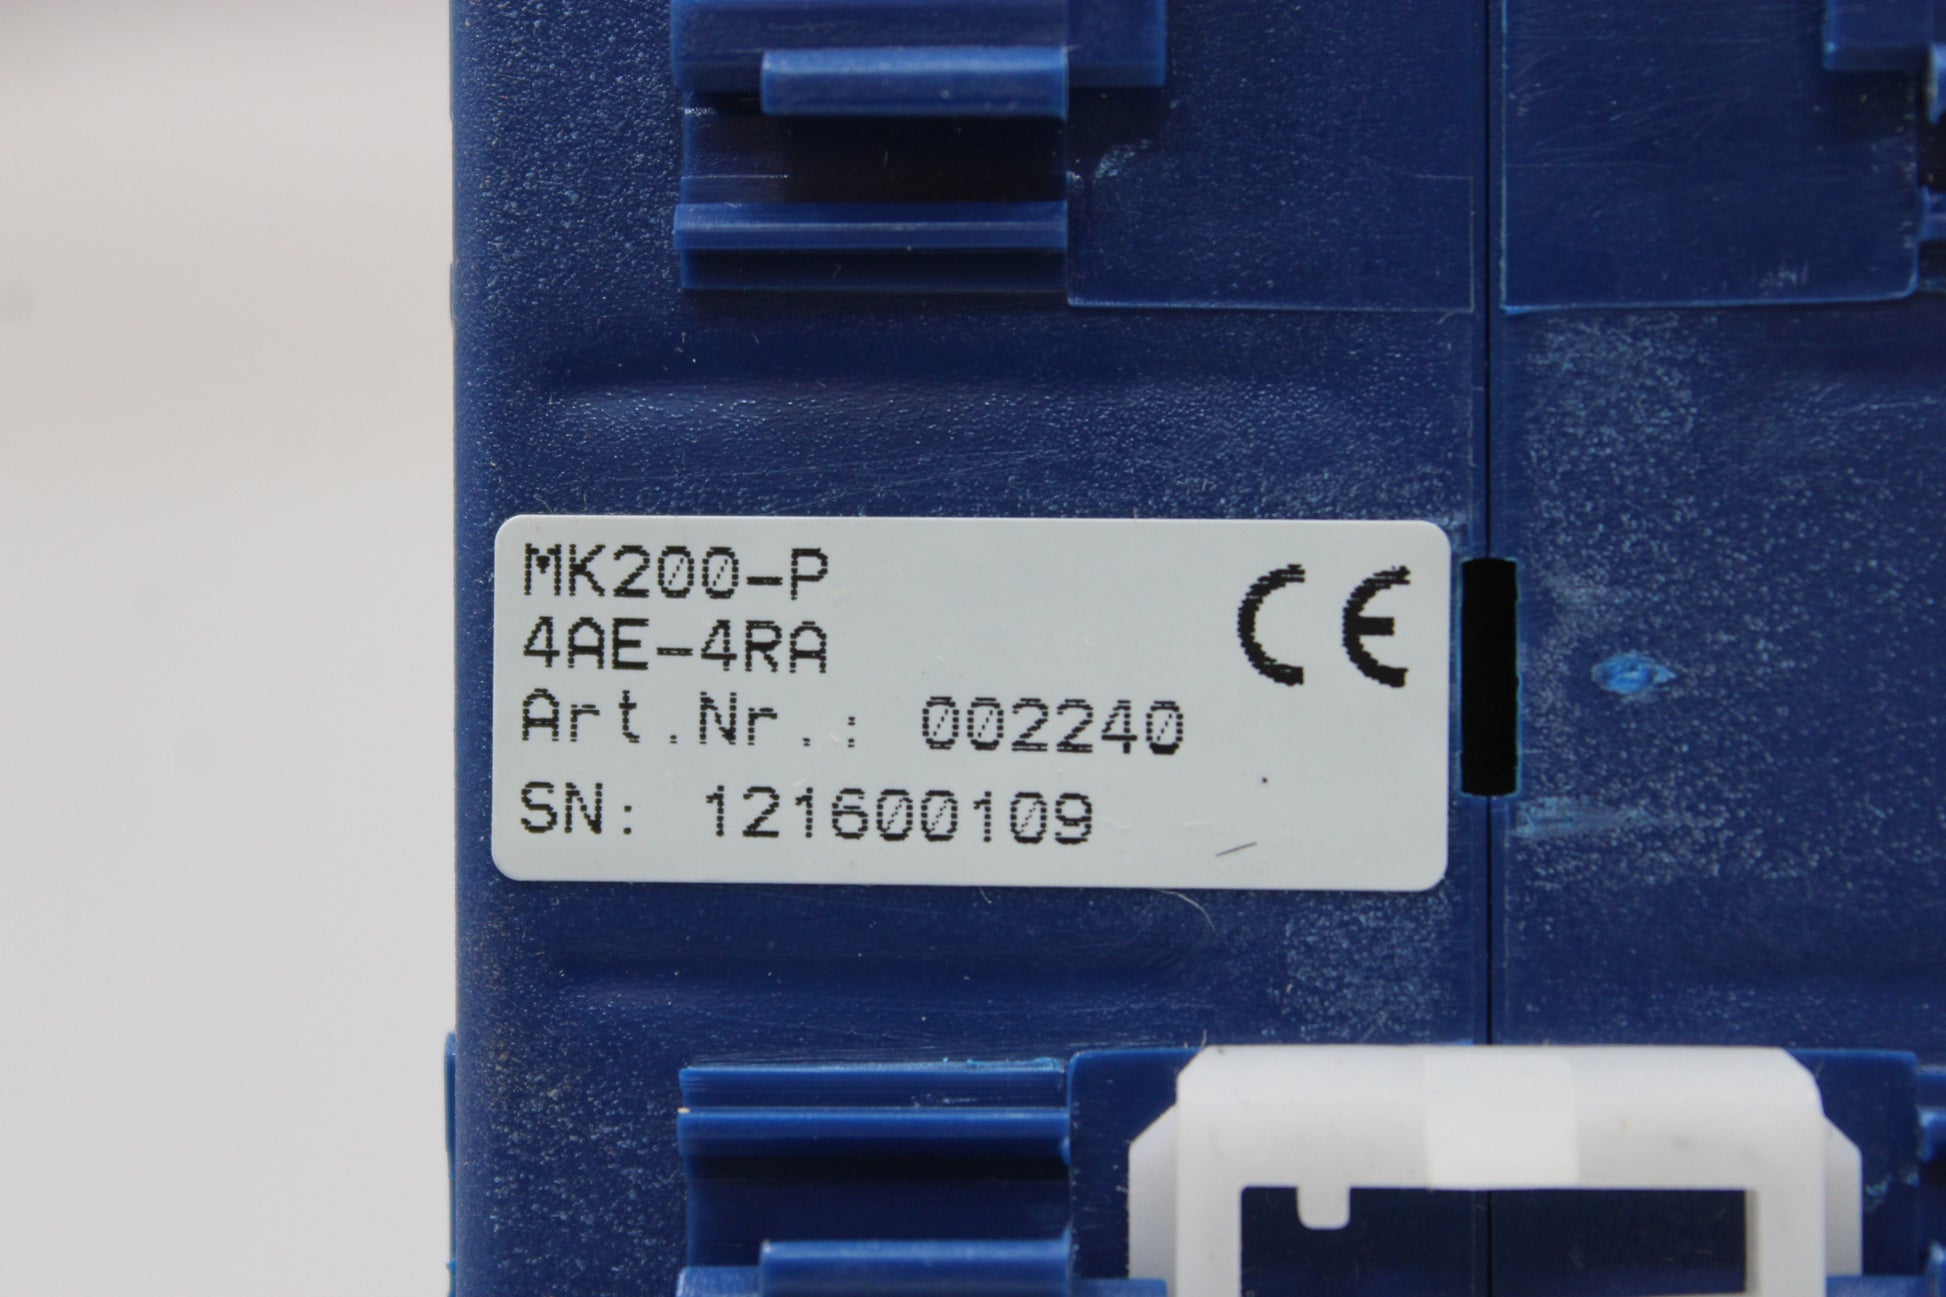 MK200-P
4AE-4RA
Art.Nr.: 002240
SN: 121600109
CE